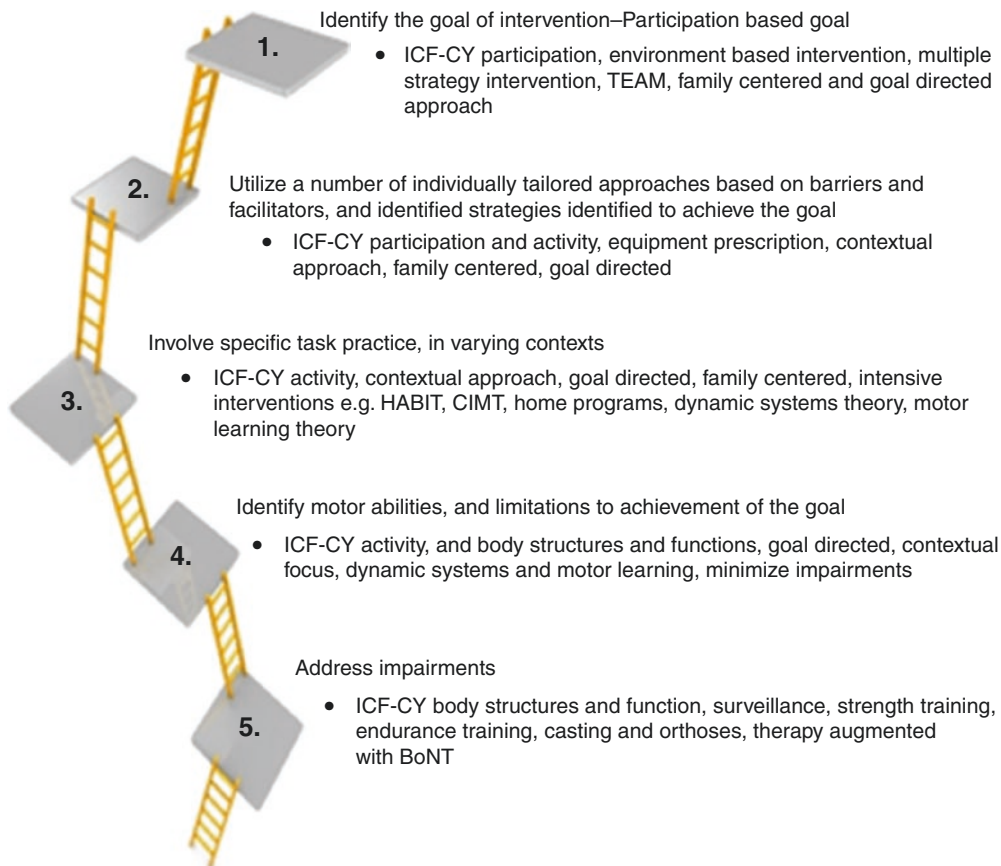 Identify the goal of intervention–Participation based goal
1.
• ICF-CY participation, environment based intervention, multiple
strategy intervention, TEAM, family centered and goal directed
approach
2.
Utilize a number of individually tailored approaches based on barriers and
facilitators, and identified strategies identified to achieve the goal
• ICF-CY participation and activity, equipment prescription, contextual
approach, family centered, goal directed
Involve specific task practice, in varying contexts
3.
• ICF-CY activity, contextual approach, goal directed, family centered, intensive
interventions e.g. HABIT, CIMT, home programs, dynamic systems theory, motor
learning theory
Identify motor abilities, and limitations to achievement of the goal
4.
• ICF-CY activity, and body structures and functions, goal directed, contextual
focus, dynamic systems and motor learning, minimize impairments
Address impairments
5.
• ICF-CY body structures and function, surveillance, strength training,
endurance training, casting and orthoses, therapy augmented
with BoNT